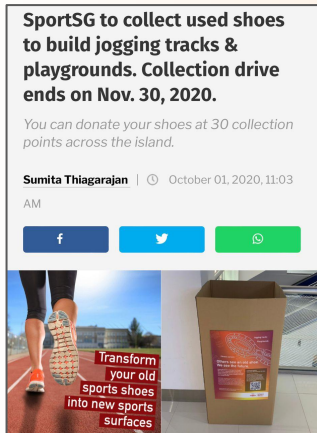 SportSG to collect used shoes
to build jogging tracks &
playgrounds. Collection drive
ends on Nov. 30, 2020.
You can donate your shoes at 30 collection
points across the island.
Sumita Thiagarajan | October 01, 2020, 11:03
AM
Transform
your old
sports shoes
into new sports
surfaces